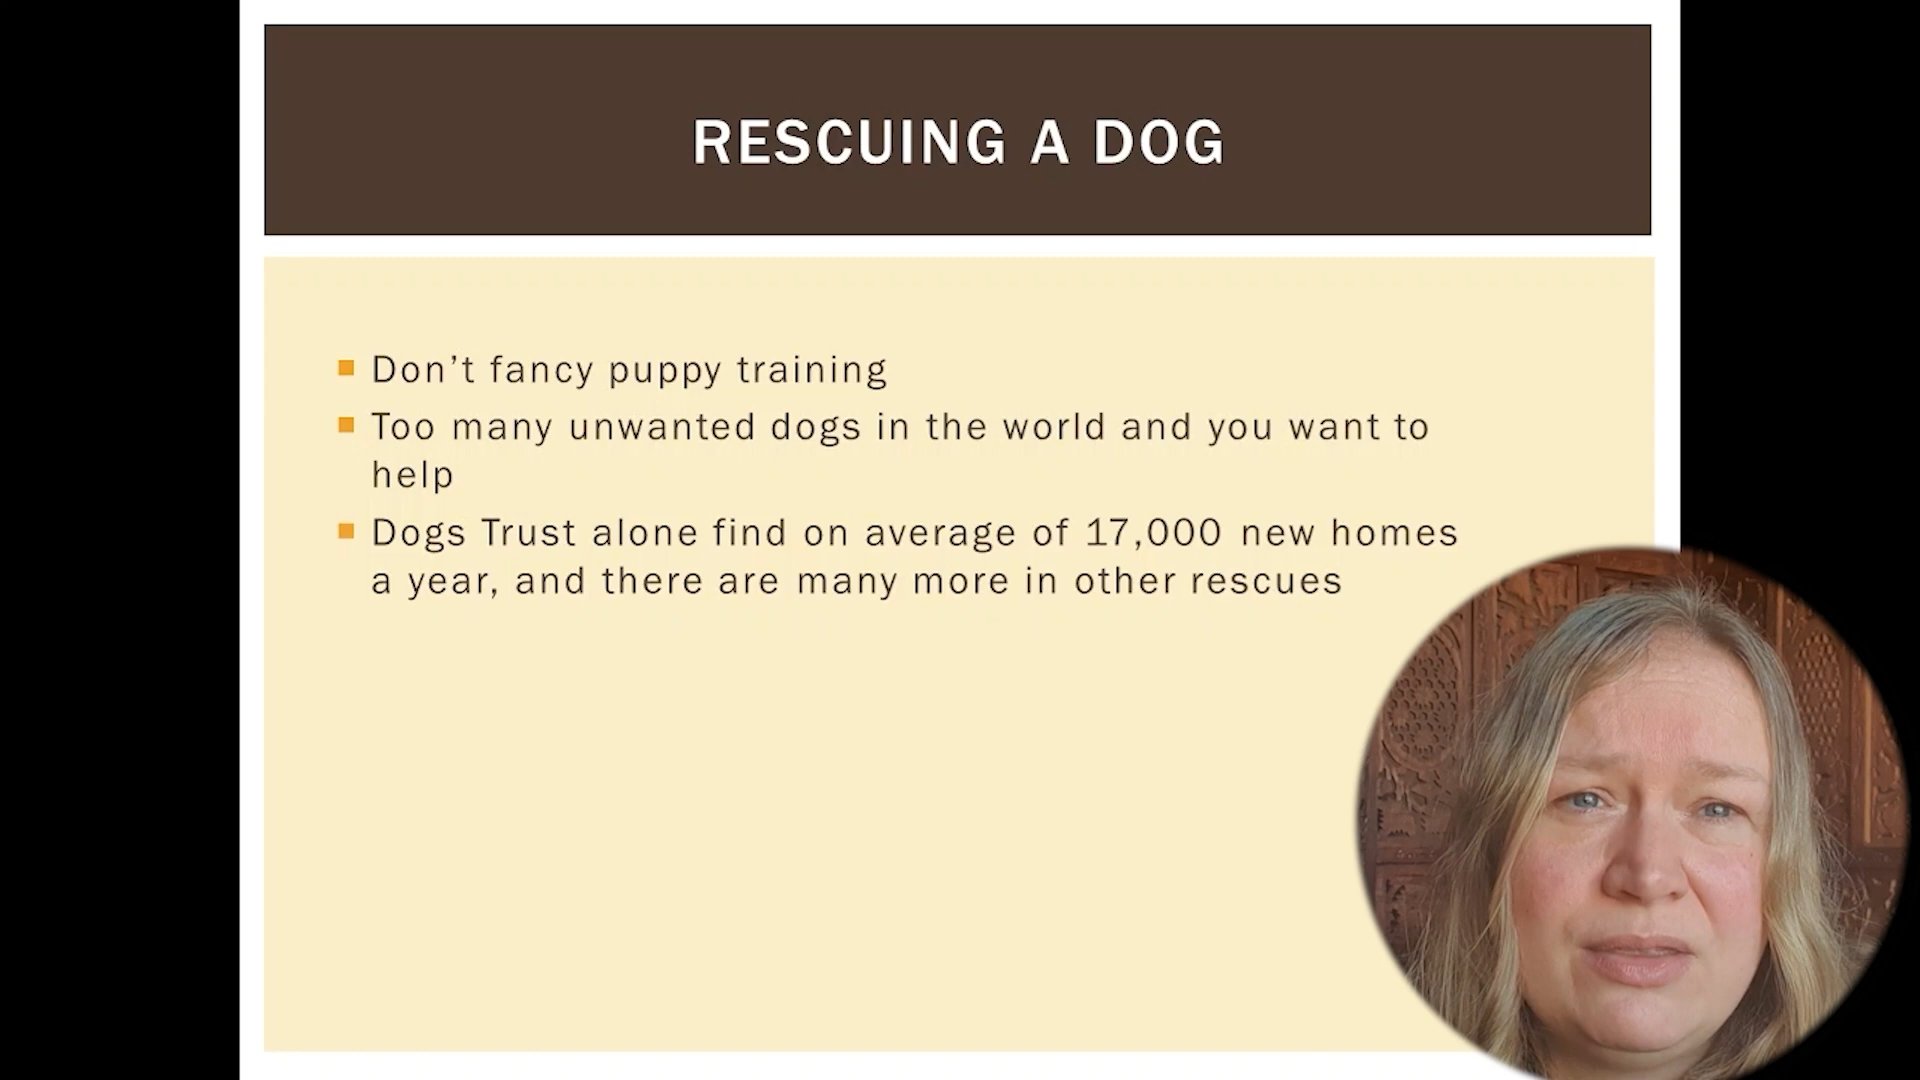 RESCUING A DOG
Don’t fancy puppy training
Too many unwanted dogs in the world and you want to
help
Dogs Trust alone find on average of 17,000 new homes
a year, and there are many more in other rescues